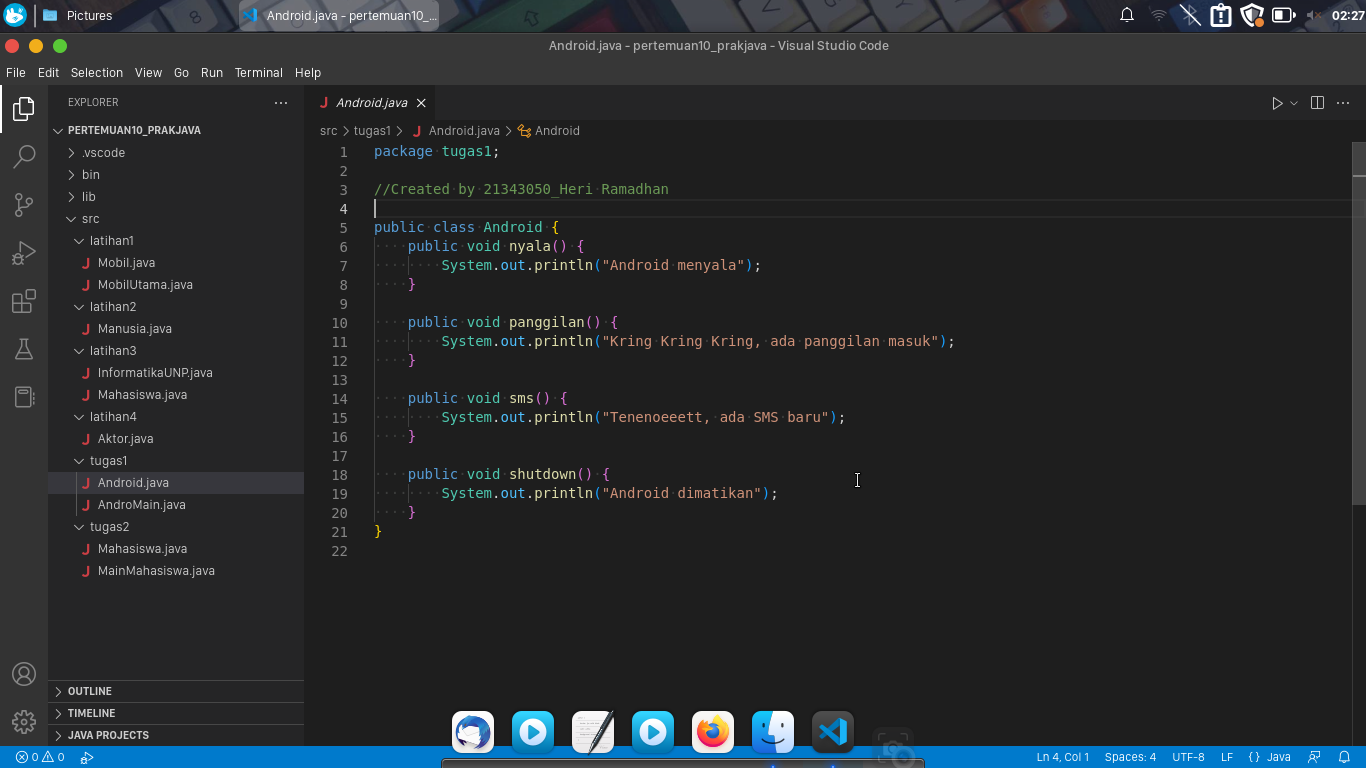 Pictures
Android.java - pertemuan10_...
02:27
Android.java - pertemuan10_prakjava - Visual Studio Code
File Edit Selection View Go Run Terminal Help
EXPLORER
PERTEMUAN10_PRAKJAVA
.vscode
bin
lib
src
latihan1
J Mobil.java
J MobilUtama.java
latihan2
J Manusia.java
latihan3
J InformatikaUNP.java
J Mahasiswa.java
latihan4
J Aktor.java
tugas1
J Android.java
J AndroMain.java
tugas2
J Mahasiswa.java
J MainMahasiswa.java
OUTLINE
TIMELINE
JAVA PROJECTS
J Android.java
src > tugas1 > J Android.java > Android
1 package tugas1;
2
3 //Created by 21343050_Heri Ramadhan
4
5 public class Android {
6 public void nyala() {
7 System.out.println("Android menyala");
8 }
9
10 public void panggilan() {
11 System.out.println("Kring Kring Kring, ada panggilan masuk");
12 }
13
14 public void sms() {
15 System.out.println("Tenenoeeett, ada SMS baru");
16 }
17
18 public void shutdown() {
19 System.out.println("Android dimatikan");
20 }
21 }
22
0 0
Ln 4, Col 1 Spaces: 4 UTF-8 LF {} Java